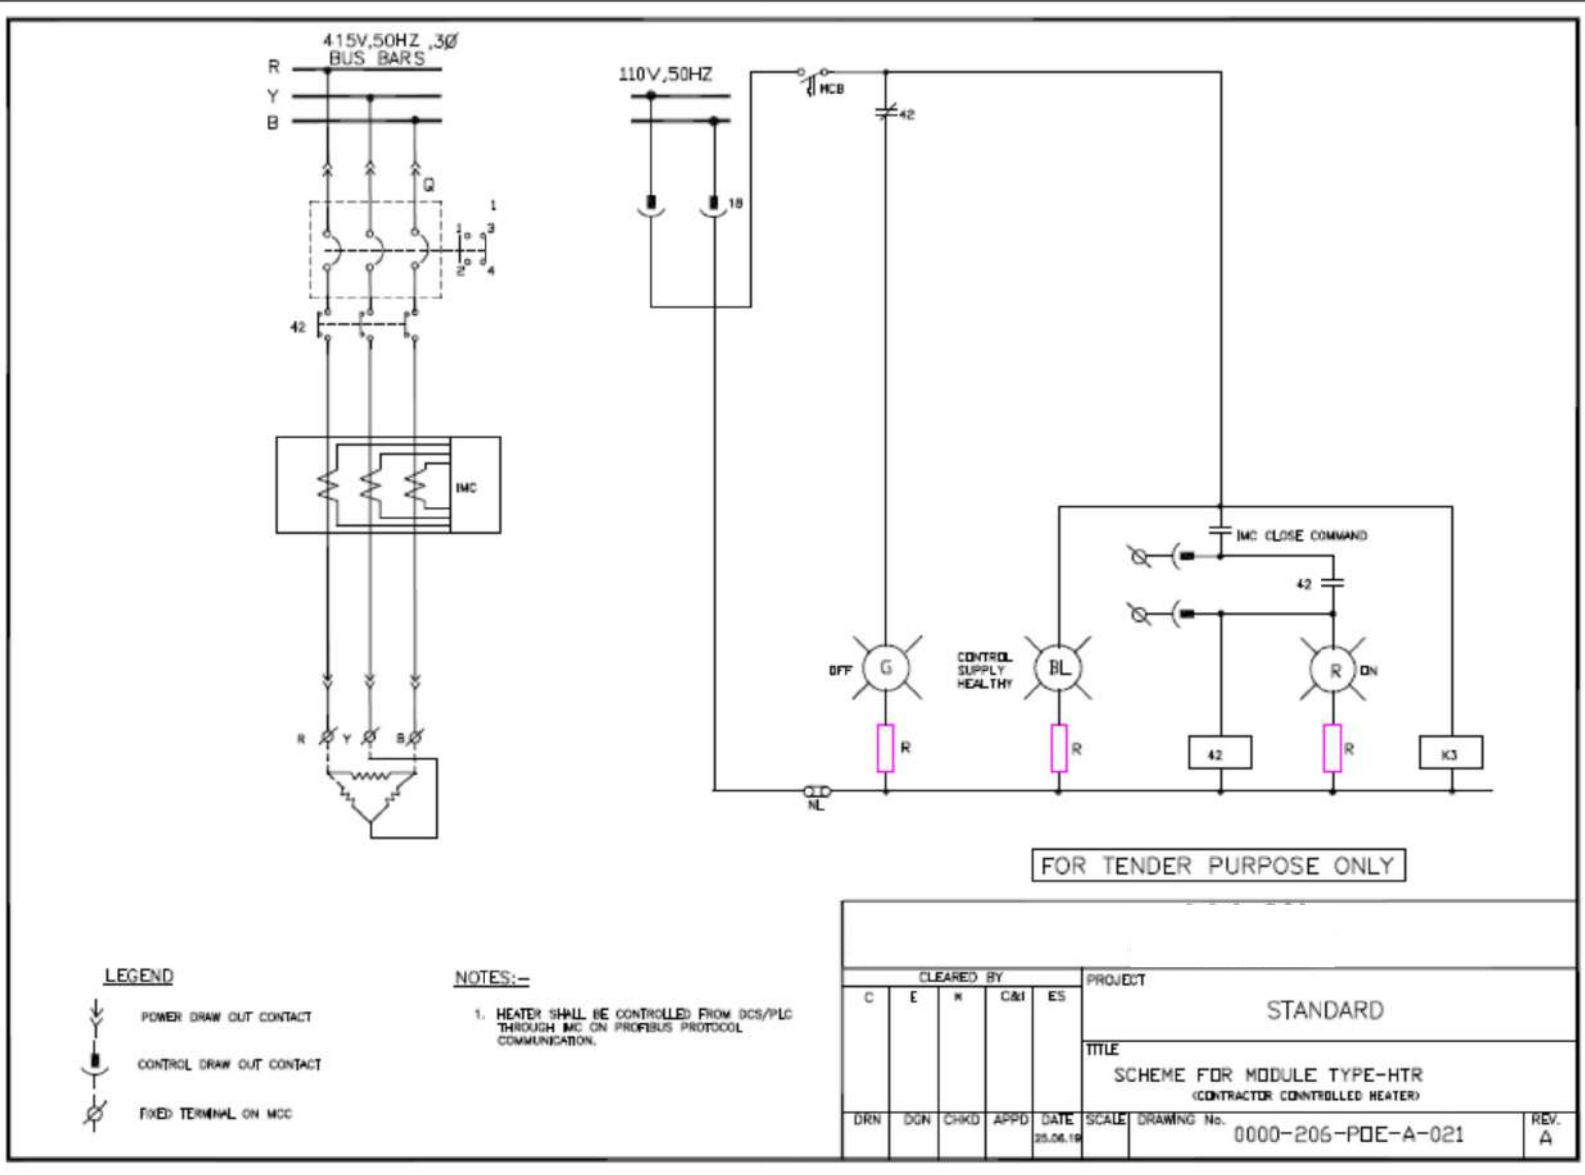 415V,50HZ ,3Ø
BUS BARS
R
Y
B
Q
1
1 3
2 4
42
IMC
R Y B
110V,50HZ
18
MCB
42
IMC CLOSE COMMAND
42
OFF
G
CONTROL
SUPPLY
HEALTHY
BL
R
ON
R
R
42
R
K3
NL
FOR TENDER PURPOSE ONLY
LEGEND
POWER DRAW OUT CONTACT
CONTROL DRAW OUT CONTACT
FIXED TERMINAL ON MCC
NOTES:-
1. HEATER SHALL BE CONTROLLED FROM DCS/PLC
THROUGH IMC ON PROFIBUS PROTOCOL
COMMUNICATION.
CLEARED BY
C E M C&I ES
DRN DGN CHKD APPD DATE
25.06.19
PROJECT
STANDARD
TITLE
SCHEME FOR MODULE TYPE-HTR
(CONTRACTOR CONNTROLLED HEATER)
SCALE
DRAWING No.
0000-206-POE-A-021
REV.
A